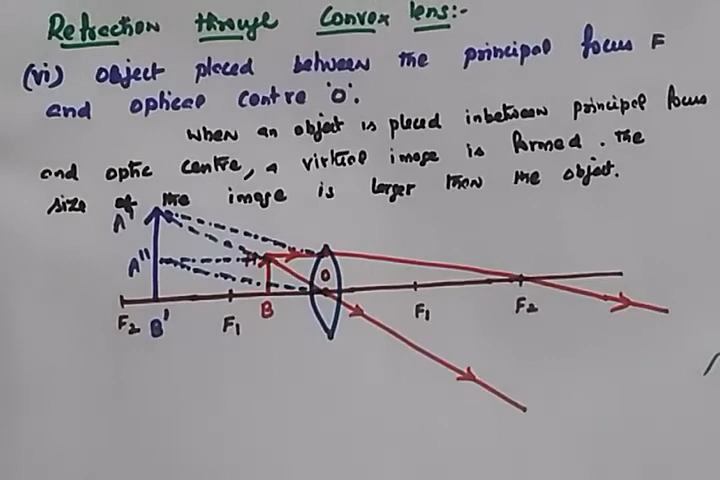 Refraction through Convex lens:-
(vi) object placed between the principal focus F
and optical centre 'O'.
When an object is placed inbetween principal focus
and optic centre, a virtual image is formed. The
size of the image is larger than the object.
A'
A"
A
O
F₂ B' F₁ B F₁ F₂